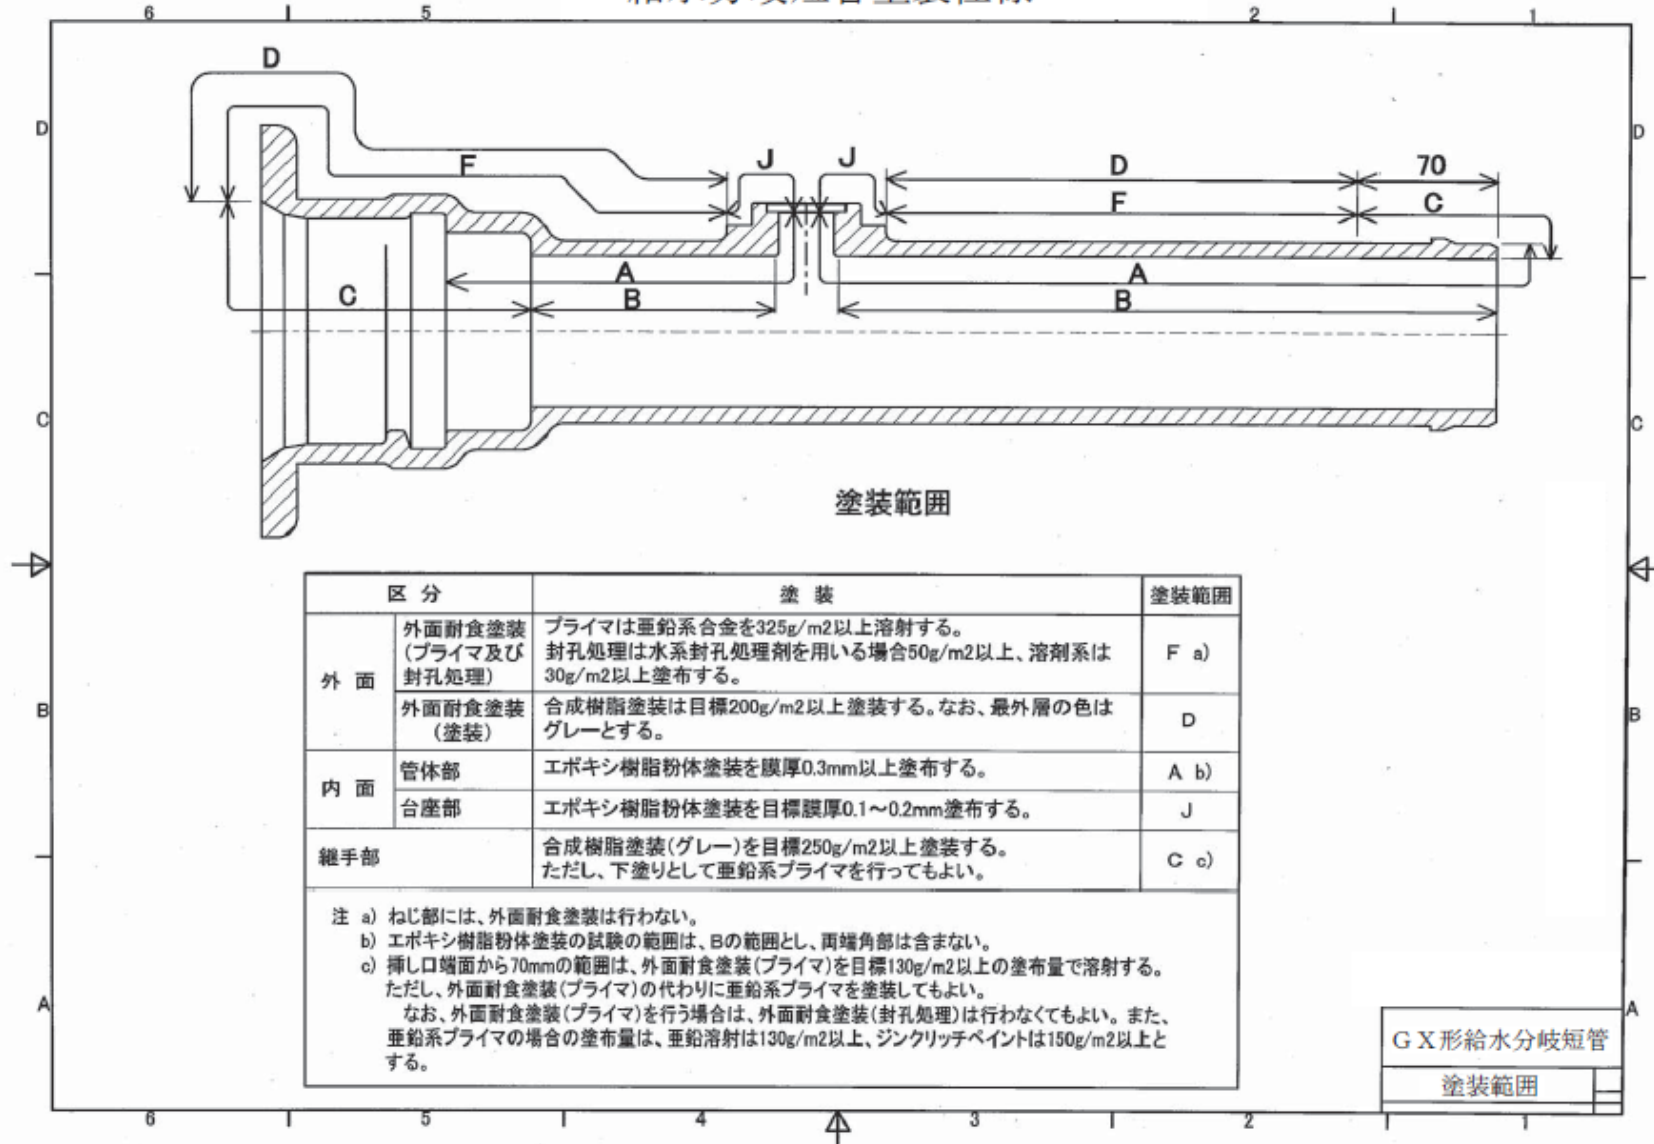 6 5 2 1
D
D
F
J
J
D
70
F
C
D
D
A
A
C
B
B
C
C
塗装範囲
区分 塗装 塗装範囲
外面 外面耐食塗装 (プライマ及び 封孔処理)
プライマは亜鉛系合金を325g/m2以上溶射する。
封孔処理は水系封孔処理剤を用いる場合50g/m2以上、溶剤系は
30g/m2以上塗布する。
F a)
外面耐食塗装 (塗装)
合成樹脂塗装は目標200g/m2以上塗装する。なお、最外層の色は
グレーとする。
D
B
B
内面 管体部 エポキシ樹脂粉体塗装を膜厚0.3mm以上塗布する。 A b)
台座部 エポキシ樹脂粉体塗装を目標膜厚0.1~0.2mm塗布する。 J
継手部
合成樹脂塗装(グレー)を目標250g/m2以上塗装する。
ただし、下塗りとして亜鉛系プライマを行ってもよい。
C c)
注 a) ねじ部には、外面耐食塗装は行わない。
b) エポキシ樹脂粉体塗装の試験の範囲は、Bの範囲とし、両端角部は含まない。
c) 挿し口端面から70mmの範囲は、外面耐食塗装(プライマ)を目標130g/m2以上の塗布量で溶射する。
ただし、外面耐食塗装(プライマ)の代わりに亜鉛系プライマを塗装してもよい。
なお、外面耐食塗装(プライマ)を行う場合は、外面耐食塗装(封孔処理)は行わなくてもよい。また、
亜鉛系プライマの場合の塗布量は、亜鉛溶射は130g/m2以上、ジンクリッチペイントは150g/m2以上と
する。
A
A
GX形給水分岐短管
塗装範囲
6 5 4 3 2 1